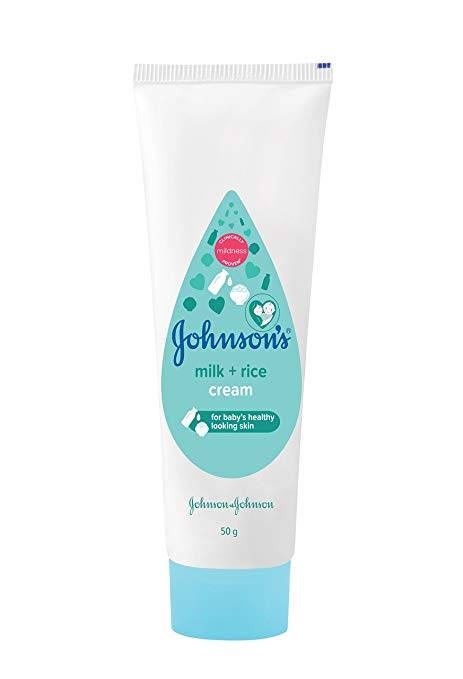 CLINICALLY
mildness
PROVEN
Johnson's®
milk + rice
cream
for baby's healthy
looking skin
Johnson & Johnson
50 g